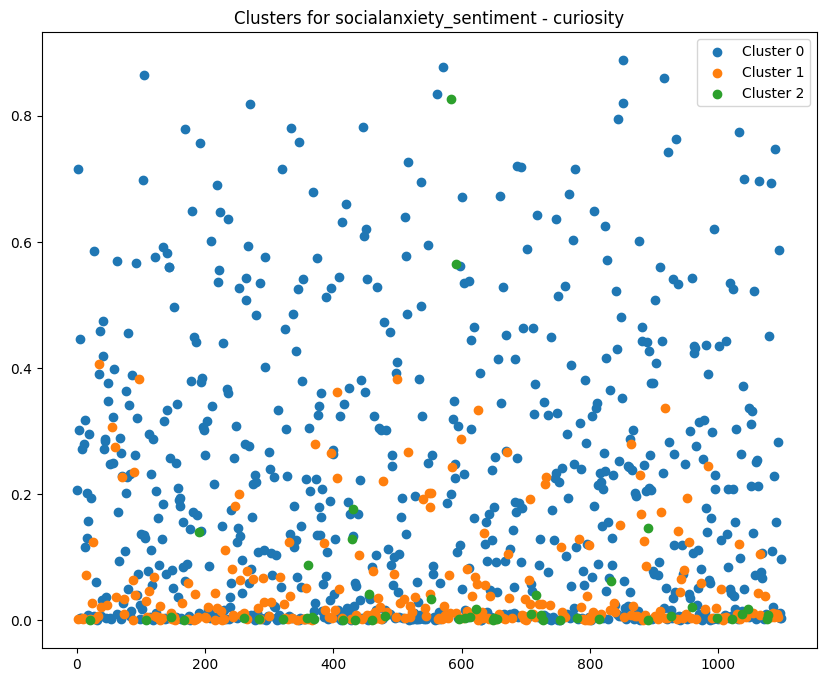 Clusters for socialanxiety_sentiment - curiosity
Cluster 0
Cluster 1
Cluster 2
0.8
0.6
0.4
0.2
0.0
0 200 400 600 800 1000